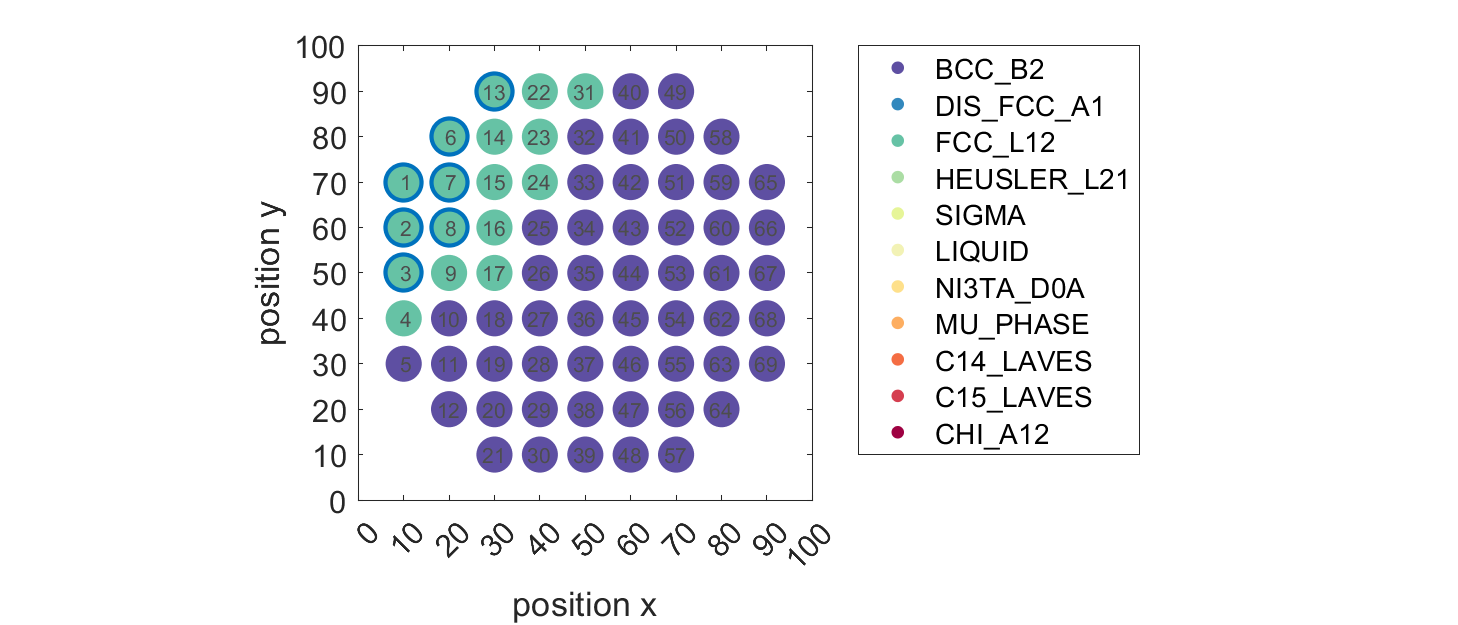 100
90
80
70
60
50
40
30
20
10
0
position y
13 22 31 40 49
6 14 23 32 41 50 58
1 7 15 24 33 42 51 59 65
2 8 16 25 34 43 52 60 66
3 9 17 26 35 44 53 61 67
4 10 18 27 36 45 54 62 68
5 11 19 28 37 46 55 63 69
12 20 29 38 47 56 64
21 30 39 48 57
0 10 20 30 40 50 60 70 80 90 100
position x
BCC_B2
DIS_FCC_A1
FCC_L12
HEUSLER_L21
SIGMA
LIQUID
NI3TA_D0A
MU_PHASE
C14_LAVES
C15_LAVES
CHI_A12